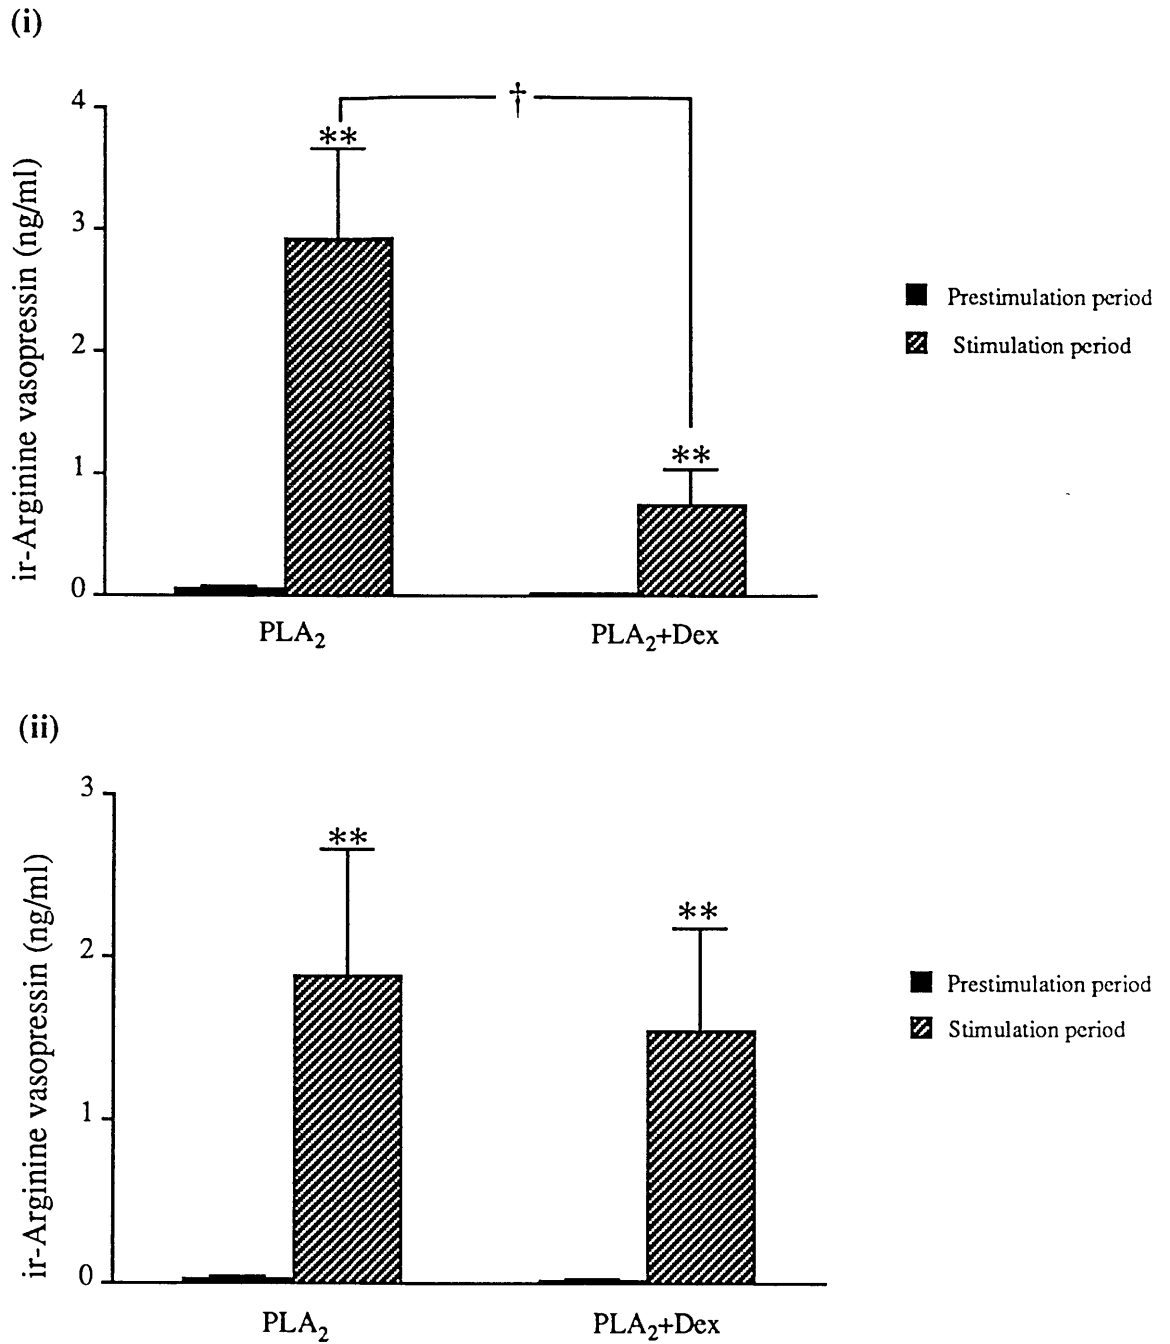 (i)
4
3
2
1
0
ir-Arginine vasopressin (ng/ml)
†
**
**
PLA₂
PLA₂+Dex
Prestimulation period
Stimulation period
(ii)
3
2
1
0
ir-Arginine vasopressin (ng/ml)
**
**
PLA₂
PLA₂+Dex
Prestimulation period
Stimulation period